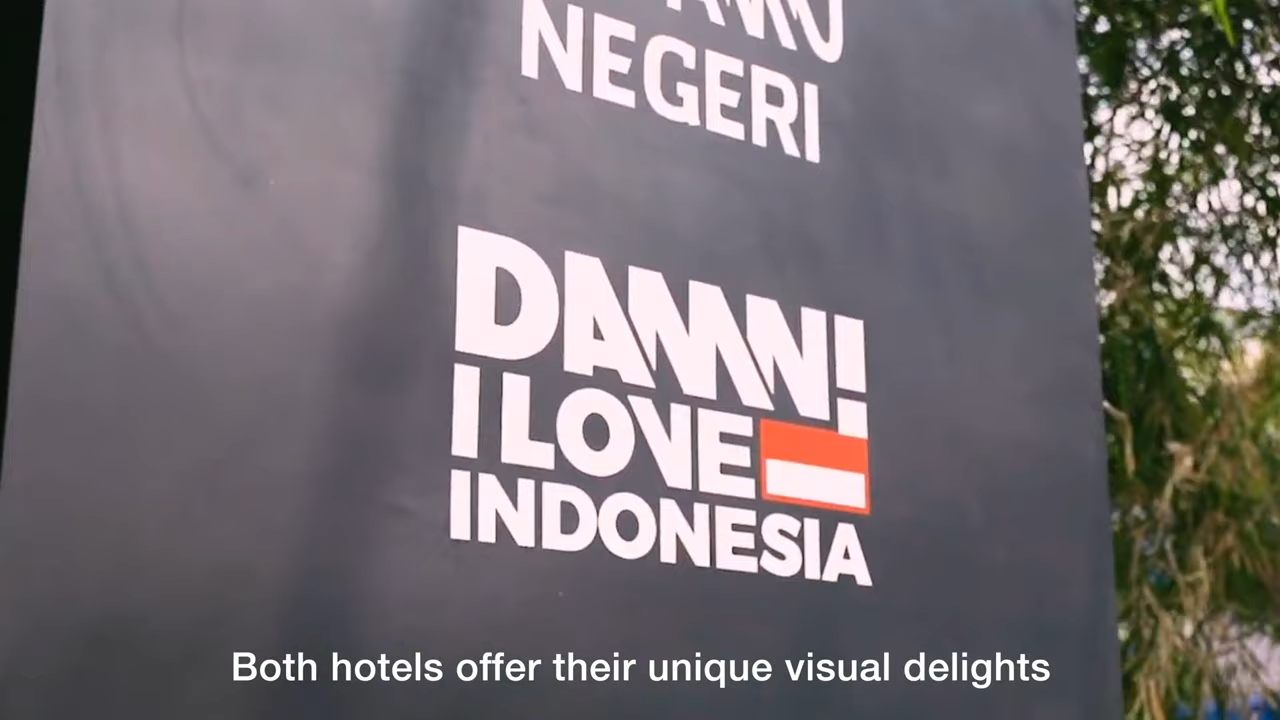 NEGERI
DAMN!
I LOVE
INDONESIA
Both hotels offer their unique visual delights